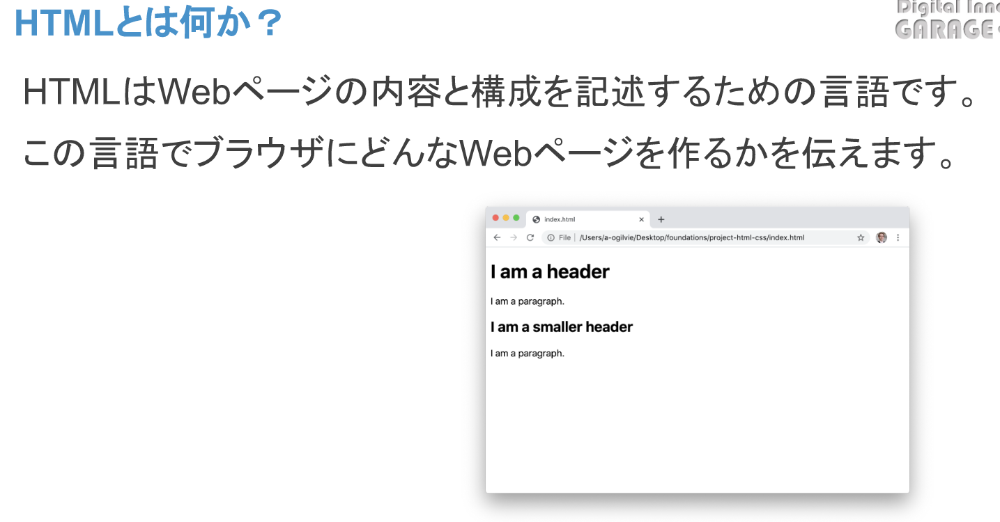 HTMLとは何か？
Digital
GARAGE
HTMLはWebページの内容と構成を記述するための言語です。
この言語でブラウザにどんなWebページを作るかを伝えます。
index.html
File /Users/a-ogilvie/Desktop/foundations/project-html-css/index.html
I am a header
I am a paragraph.
I am a smaller header
I am a paragraph.